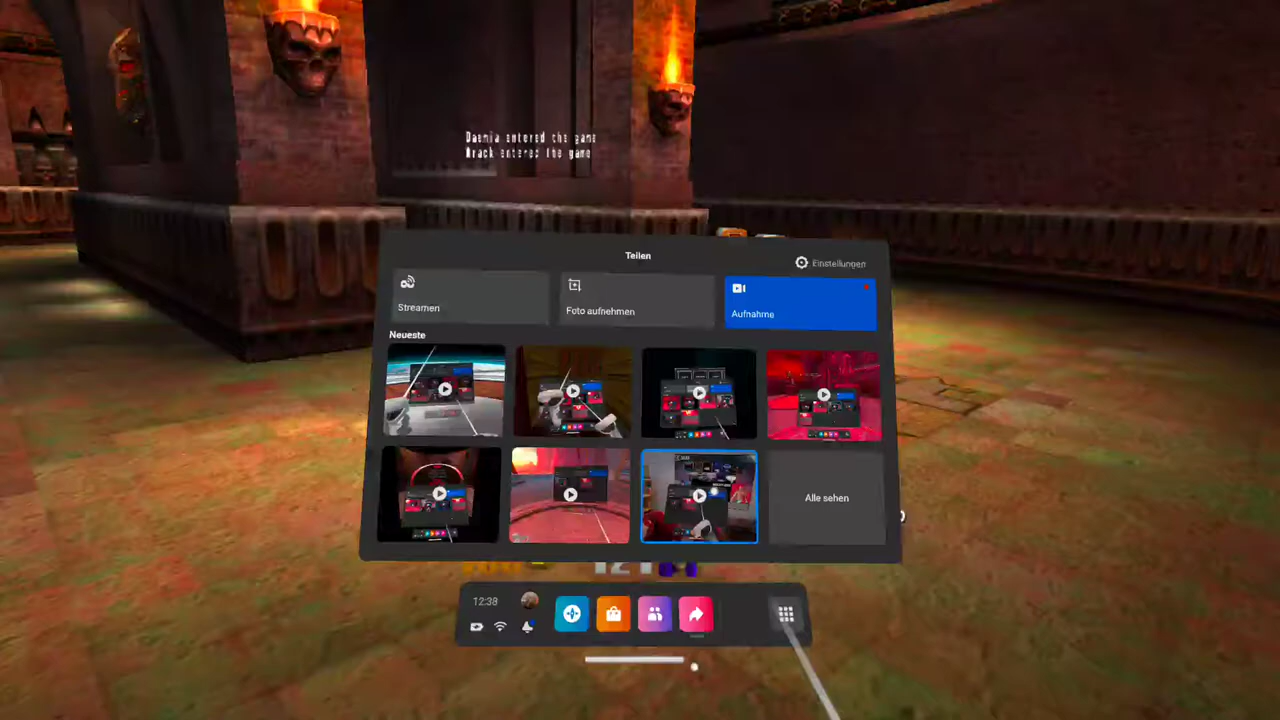 Daemia entered the game
Wrack entered the game
Teilen
Einstellungen
Streamen
Foto aufnehmen
Aufnahme
Neueste
Alle sehen
12:38